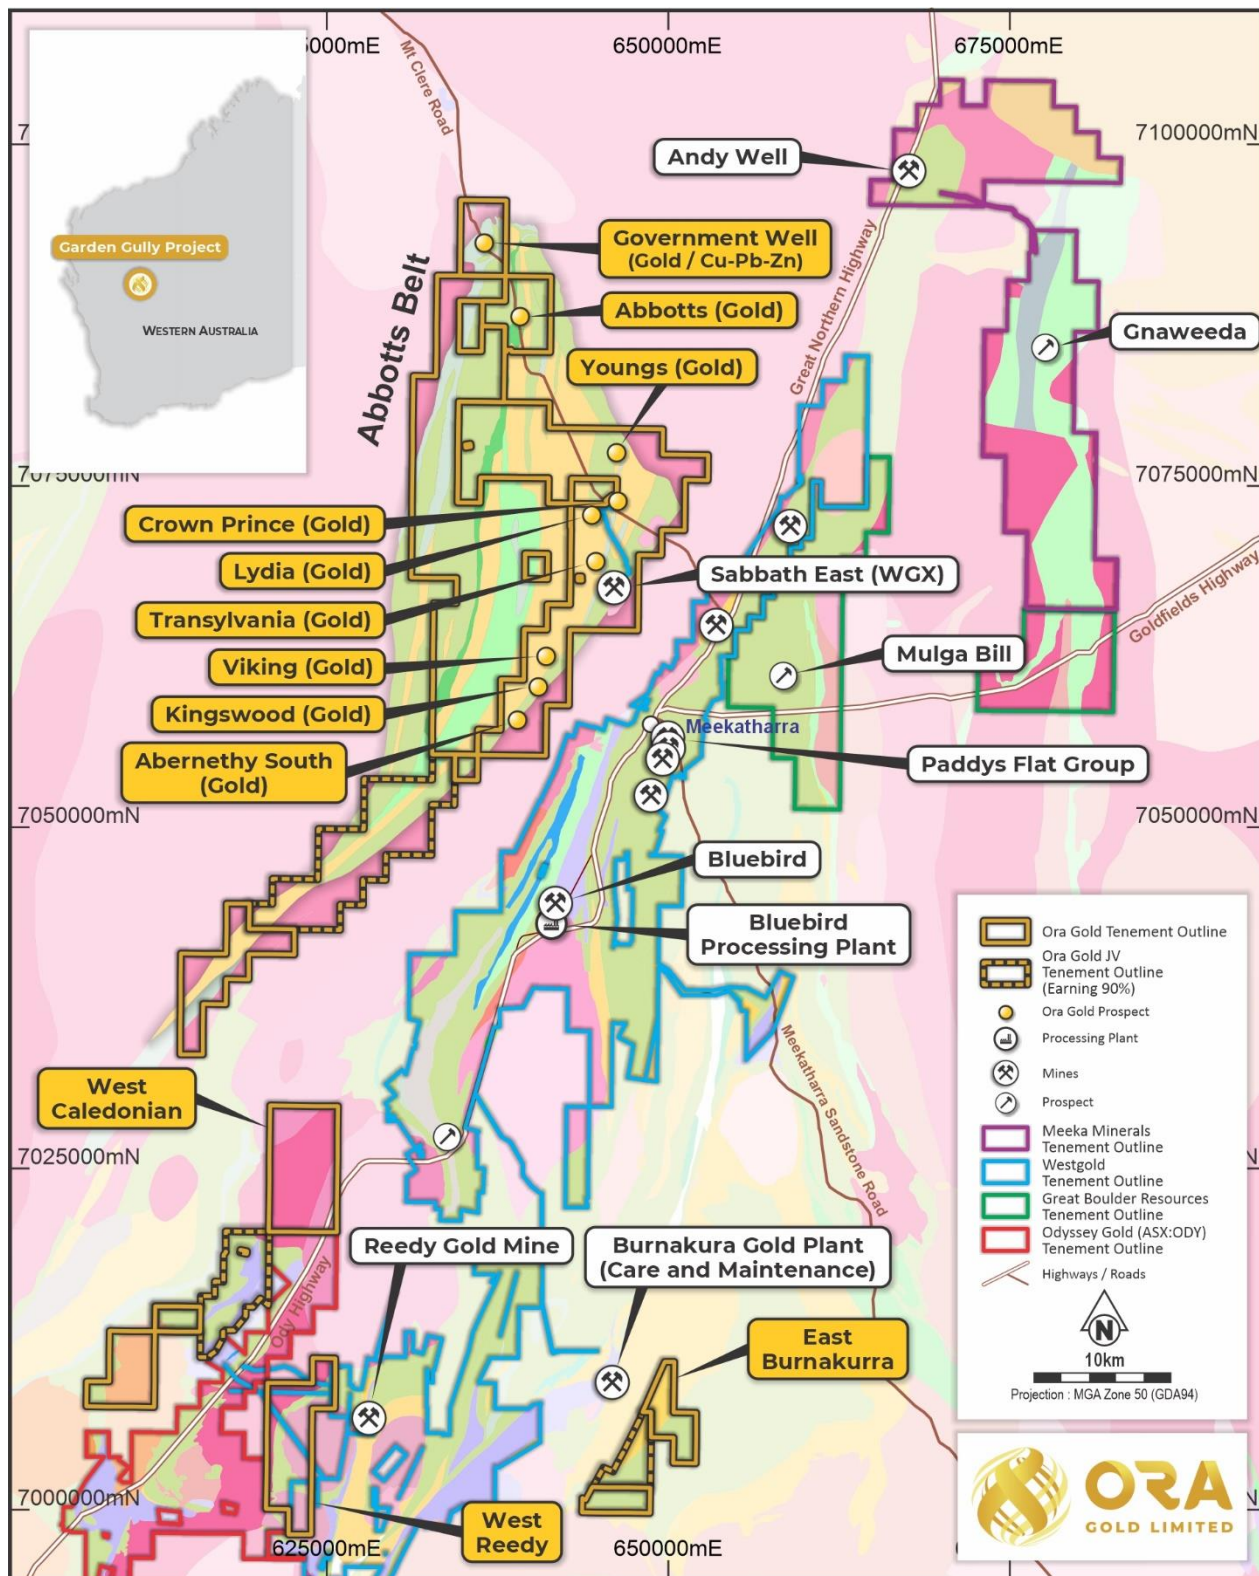 5000mE
650000mE
675000mE
Mt Clere Road
7100000mN
Andy Well
Garden Gully Project
WESTERN AUSTRALIA
Abbotts Belt
Government Well
(Gold / Cu-Pb-Zn)
Abbotts (Gold)
Great Northern Highway
Gnaweeda
Youngs (Gold)
7075000mN
7075000mN
Crown Prince (Gold)
Lydia (Gold)
Sabbath East (WGX)
Transylvania (Gold)
Goldfields Highway
Viking (Gold)
Mulga Bill
Kingswood (Gold)
Meekatharra
Abernethy South
(Gold)
Paddys Flat Group
7050000mN
7050000mN
Bluebird
Bluebird
Processing Plant
Meekatharra Sandstone Road
West
Caledonian
7025000mN
Reedy Gold Mine
Burnakura Gold Plant
(Care and Maintenance)
Ody Highway
East
Burnakurra
7000000mN
West
Reedy
625000mE
650000mE
Ora Gold Tenement Outline
Ora Gold JV
Tenement Outline
(Earning 90%)
Ora Gold Prospect
Processing Plant
Mines
Prospect
Meeka Minerals
Tenement Outline
Westgold
Tenement Outline
Great Boulder Resources
Tenement Outline
Odyssey Gold (ASX:ODY)
Tenement Outline
Highways / Roads
N
10km
Projection : MGA Zone 50 (GDA94)
ORA
GOLD LIMITED